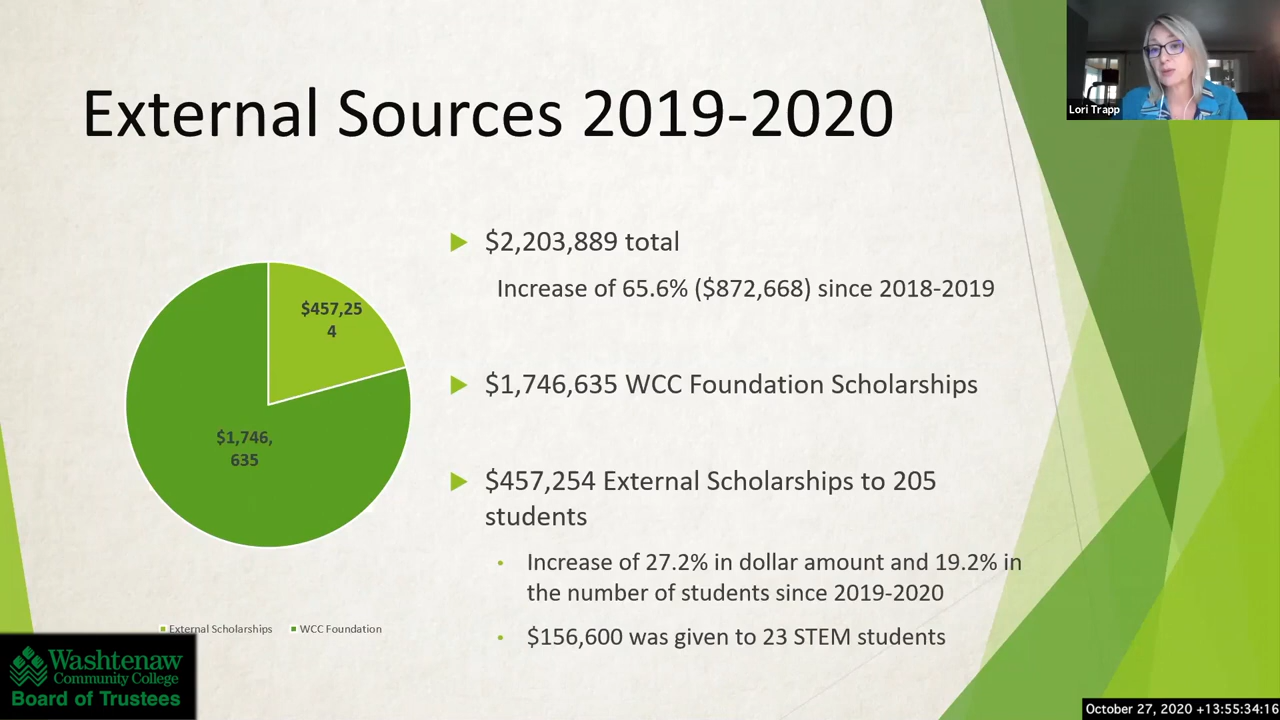 External Sources 2019-2020
Lori Trapp
$2,203,889 total
Increase of 65.6% ($872,668) since 2018-2019
$457,25
4
$1,746,
635
$1,746,635 WCC Foundation Scholarships
$457,254 External Scholarships to 205
students
Increase of 27.2% in dollar amount and 19.2% in
the number of students since 2019-2020
$156,600 was given to 23 STEM students
External Scholarships
WCC Foundation
Washtenaw
Community College
Board of Trustees
October 27, 2020 +13:55:34:16